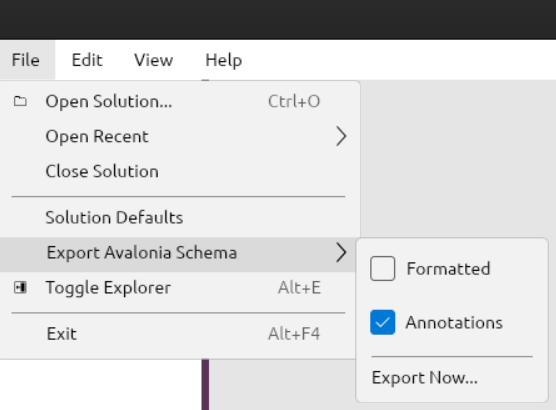 File Edit View Help
Open Solution... Ctrl+O
Open Recent
Close Solution
Solution Defaults
Export Avalonia Schema
Toggle Explorer Alt+E
Exit Alt+F4
Formatted
Annotations
Export Now...